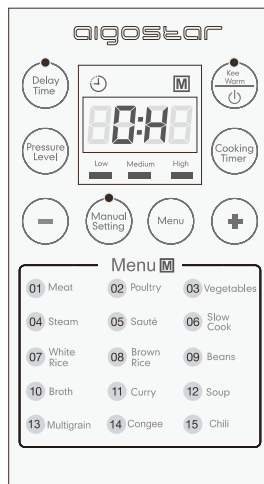 aigostar
Delay
Time
M
Kee
Warm
0:H
Pressure
Level
Low Medium High
Cooking
Timer
−
Manual
Setting
Menu
+
Menu M
01 Meat
02 Poultry
03 Vegetables
04 Steam
05 Sauté
06 Slow
Cook
07 White
Rice
08 Brown
Rice
09 Beans
10 Broth
11 Curry
12 Soup
13 Multigrain
14 Congee
15 Chili